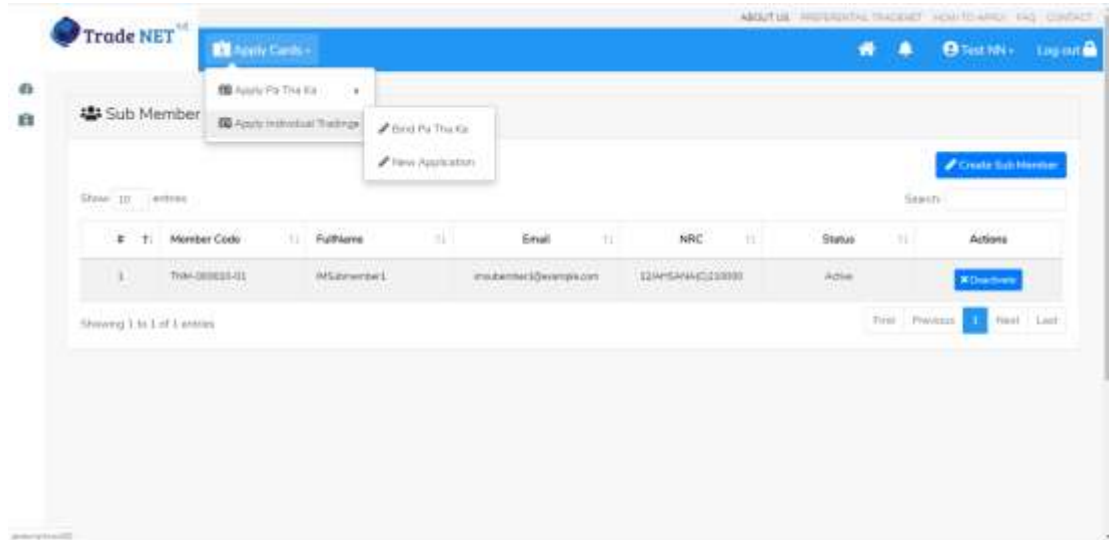 ABOUT US PREFERENTIAL TRADENET HOW TO APPLY FAQ CONTACT
Trade NET
Apply Cards
Test NN
Log out
Apply Pa Tha Ka
Sub Member
Apply Individual Trading
Bind Pa Tha Ka
New Application
Create Sub Member
Show 10 entries
Search:
# Member Code FullName Email NRC Status Actions
1 IMSubmember1 Active Deactivate
Showing 1 to 1 of 1 entries
First Previous 1 Next Last